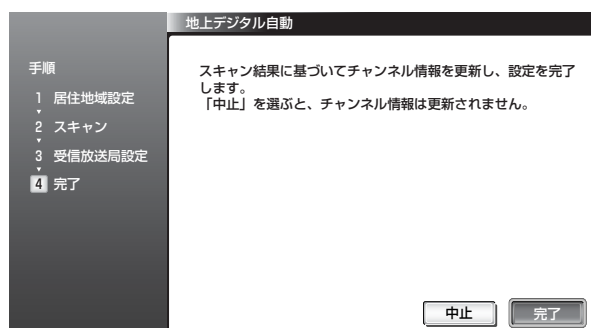 地上デジタル自動
手順
1 居住地域設定
2 スキャン
3 受信放送局設定
4 完了
スキャン結果に基づいてチャンネル情報を更新し、設定を完了
します。
「中止」を選ぶと、チャンネル情報は更新されません。
中止
完了